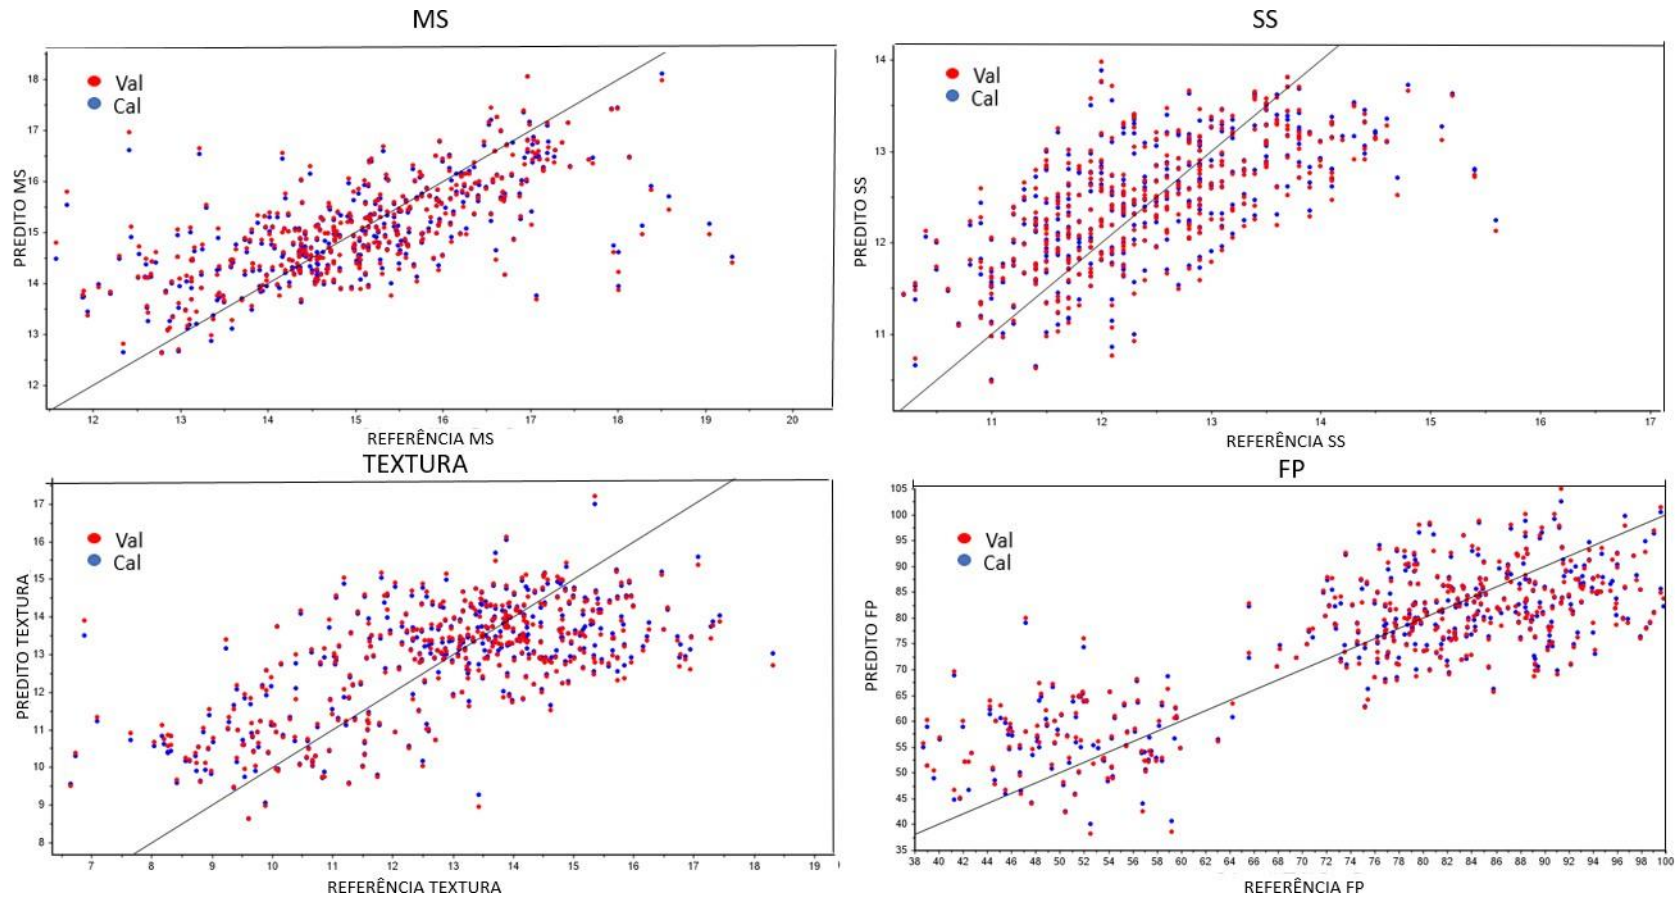 MS
18
17
16
15
14
13
12
PREDITO MS
Val
Cal
12 13 14 15 16 17 18 19 20
REFERÊNCIA MS
SS
14
13
12
11
PREDITO SS
Val
Cal
11 12 13 14 15 16 17
REFERÊNCIA SS
TEXTURA
17
16
15
14
13
12
11
10
9
8
PREDITO TEXTURA
Val
Cal
7 8 9 10 11 12 13 14 15 16 17 18 19
REFERÊNCIA TEXTURA
FP
105
100
95
90
85
80
75
70
65
60
55
50
45
40
35
PREDITO FP
Val
Cal
38 40 42 44 46 48 50 52 54 56 58 60 62 64 66 68 70 72 74 76 78 80 82 84 86 88 90 92 94 96 98 100
REFERÊNCIA FP